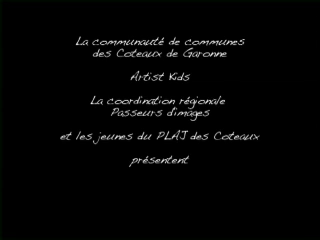 La communauté de communes
des Coteaux de Garonne
Artist Kids
La coordination régionale
Passeurs d'images
et les jeunes du PLAJ des Coteaux
présentent